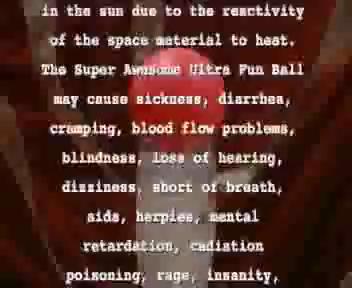 in the sun due to the reactivity
of the space material to heat.
The Super Awesome Ultra Fun Ball
may cause sickness, diarrhea,
cramping, blood flow problems,
blindness, loss of hearing,
dizziness, short of breath,
aids, herpies, mental
retardation, radiation
poisoning, rage, insanity,